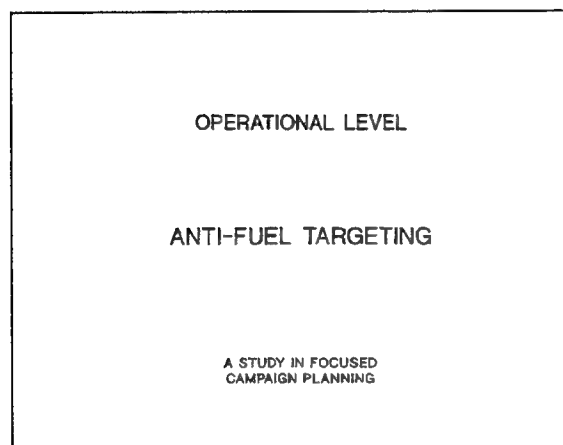 OPERATIONAL LEVEL
ANTI-FUEL TARGETING
A STUDY IN FOCUSED
CAMPAIGN PLANNING